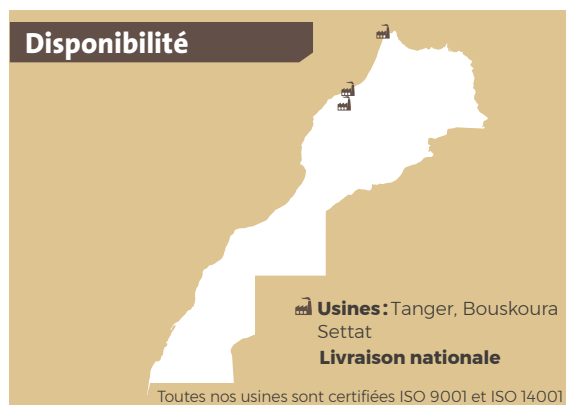 Disponibilité
Usines: Tanger, Bouskoura
Settat
Livraison nationale
Toutes nos usines sont certifiées ISO 9001 et ISO 14001